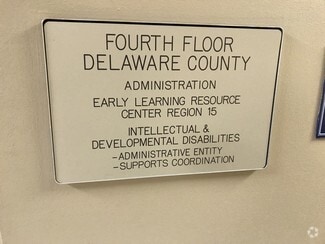 FOURTH FLOOR
DELAWARE COUNTY
ADMINISTRATION
EARLY LEARNING RESOURCE
CENTER REGION 15
INTELLECTUAL &
DEVELOPMENTAL DISABILITIES
-ADMINISTRATIVE ENTITY
-SUPPORTS COORDINATION